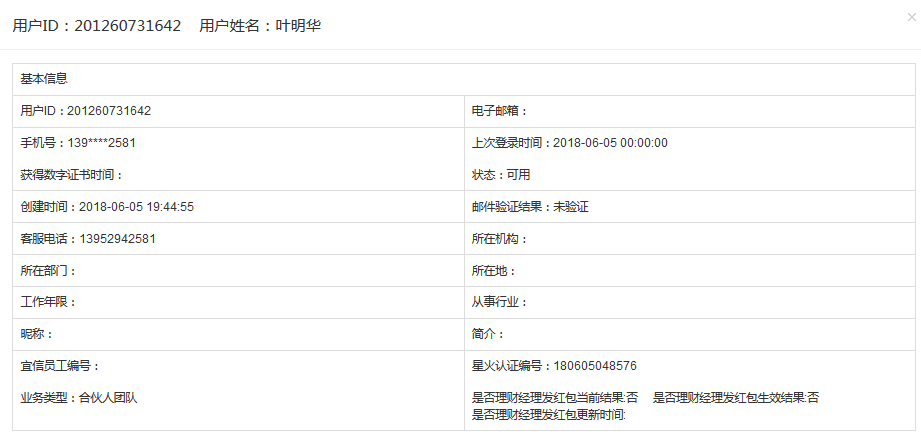 用户ID：201260731642 用户姓名：叶明华
×
基本信息
用户ID：201260731642
电子邮箱：
手机号：139****2581
上次登录时间：2018-06-05 00:00:00
获得数字证书时间：
状态：可用
创建时间：2018-06-05 19:44:55
邮件验证结果：未验证
客服电话：13952942581
所在机构：
所在部门：
所在地：
工作年限：
从事行业：
昵称：
简介：
宜信员工编号：
星火认证编号：180605048576
业务类型：合伙人团队
是否理财经理发红包当前结果:否 是否理财经理发红包生效结果:否
是否理财经理发红包更新时间: